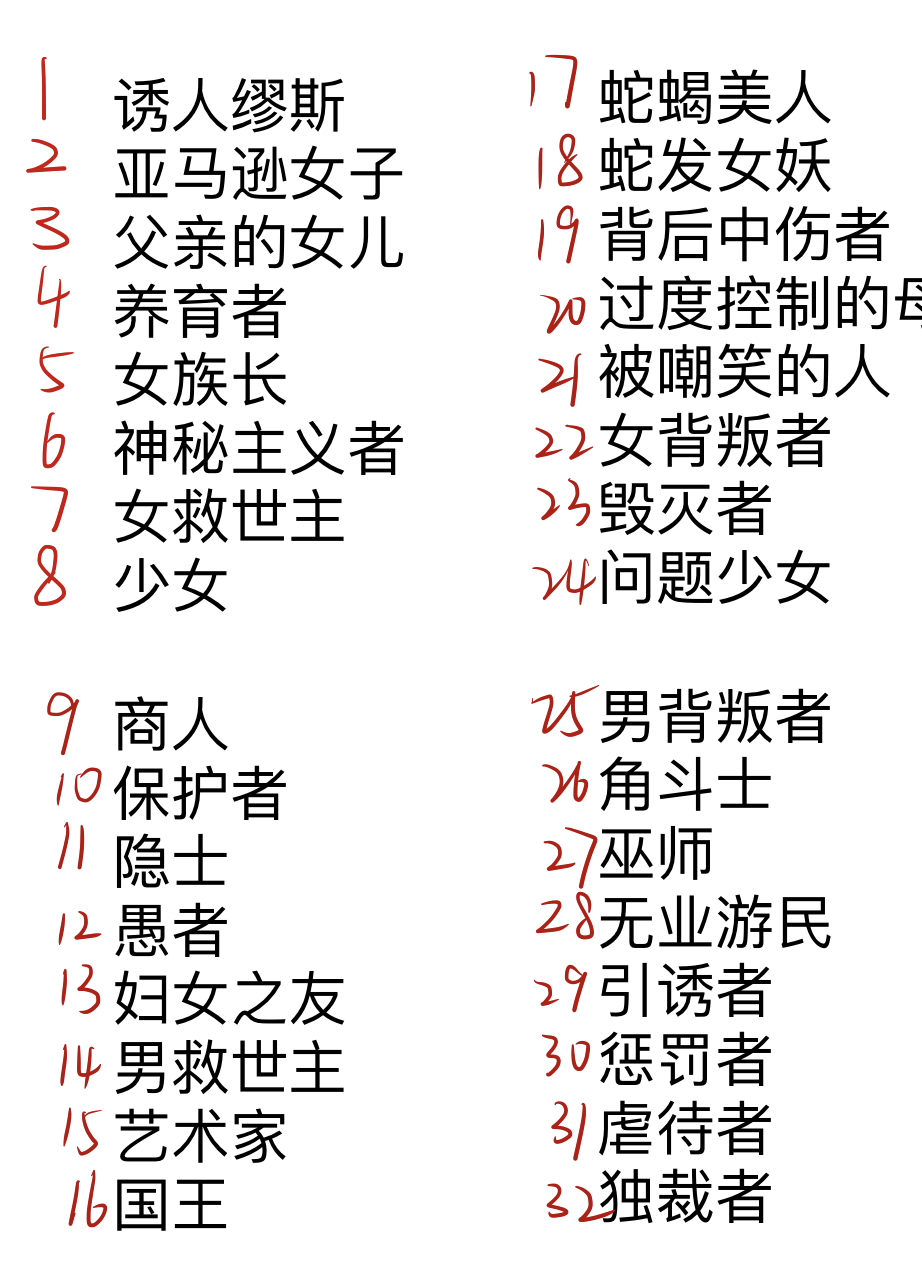 1 诱人缪斯
2 亚马逊女子
3 父亲的女儿
4 养育者
5 女族长
6 神秘主义者
7 女救世主
8 少女
9 商人
10 保护者
11 隐士
12 愚者
13 妇女之友
14 男救世主
15 艺术家
16 国王
17 蛇蝎美人
18 蛇发女妖
19 背后中伤者
20 过度控制的
21 被嘲笑的人
22 女背叛者
23 毁灭者
24 问题少女
25 男背叛者
26 角斗士
27 巫师
28 无业游民
29 引诱者
30 惩罚者
31 虐待者
32 独裁者